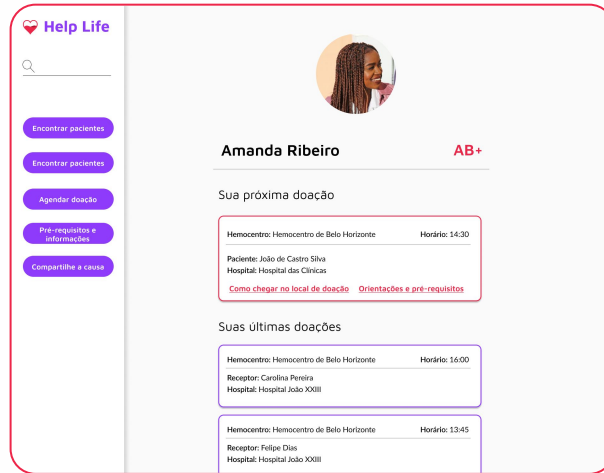 Help Life
Encontrar pacientes
Encontrar pacientes
Agendar doação
Pré-requisitos e
informações
Compartilhe a causa
Amanda Ribeiro AB+
Sua próxima doação
Hemocentro: Hemocentro de Belo Horizonte Horário: 14:30
Paciente: João de Castro Silva
Hospital: Hospital das Clínicas
Como chegar no local de doação Orientações e pré-requisitos
Suas últimas doações
Hemocentro: Hemocentro de Belo Horizonte Horário: 16:00
Receptor: Carolina Pereira
Hospital: Hospital João XXIII
Hemocentro: Hemocentro de Belo Horizonte Horário: 13:45
Receptor: Felipe Dias
Hospital: Hospital João XXIII